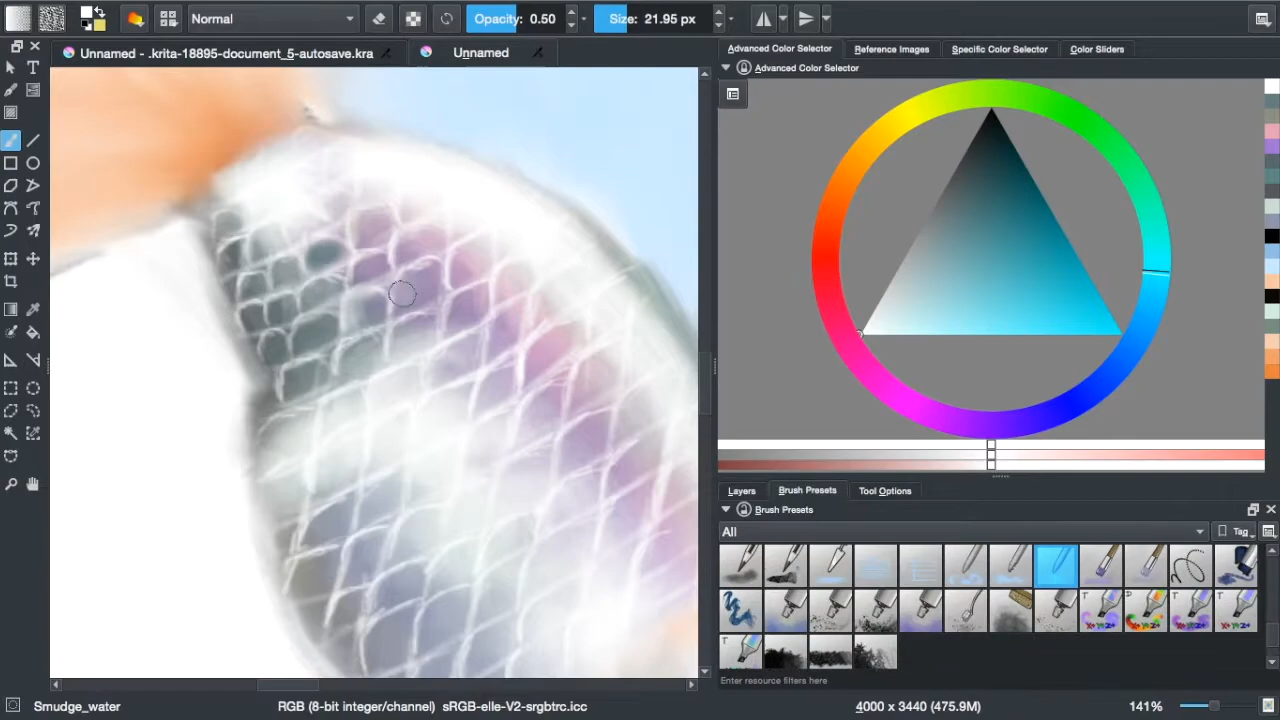 Normal
Opacity: 0.50
Size: 21.95 px
Unnamed - .krita-18895-document_5-autosave.kra
Unnamed
Advanced Color Selector
Reference Images
Specific Color Selector
Color Sliders
Advanced Color Selector
Layers
Brush Presets
Tool Options
Brush Presets
All
Tag
Enter resource filters here
Smudge_water
RGB (8-bit integer/channel) sRGB-elle-V2-srgbtrc.icc
4000 x 3440 (475.9M)
141%